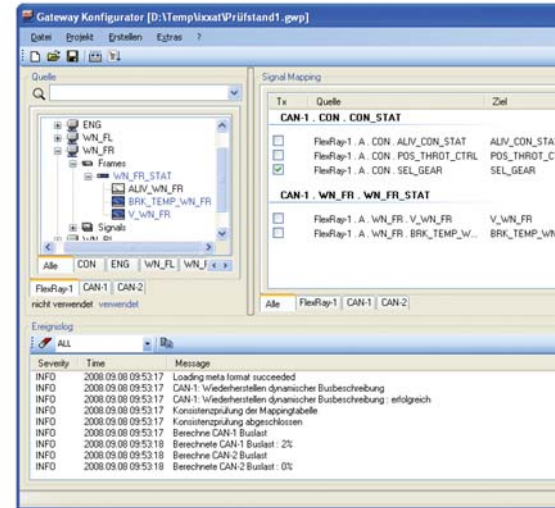 Gateway Konfigurator [D:\Temp\ixxat\Prüfstand1.gwp]
Datei Projekt Erstellen Extras ?
Quelle
ENG
WN_FL
WN_FR
Frames
WN_FR_STAT
ALIV_WN_FR
BRK_TEMP_WN_FR
V_WN_FR
Signals
WN_RL
Alle CON ENG WN_FL WN_F
FlexRay-1 CAN-1 CAN-2
nicht verwendet verwendet
Signal Mapping
Tx Quelle Ziel
CAN-1 . CON . CON_STAT
FlexRay-1 . A . CON . ALIV_CON_STAT ALIV_CON_STA
FlexRay-1 . A . CON . POS_THROT_CTRL POS_THROT_C
FlexRay-1 . A . CON . SEL_GEAR SEL_GEAR
CAN-1 . WN_FR . WN_FR_STAT
FlexRay-1 . A . WN_FR . V_WN_FR V_WN_FR
FlexRay-1 . A . WN_FR . BRK_TEMP_W... BRK_TEMP_WN
Alle FlexRay-1 CAN-1 CAN-2
Ereignislog
ALL
Severity Time Message
INFO 2008.09.08 09:53:17 Loading meta format succeeded
INFO 2008.09.08 09:53:17 CAN-1: Wiederherstellen dynamischer Busbeschreibung
INFO 2008.09.08 09:53:17 CAN-1: Wiederherstellen dynamischer Busbeschreibung : erfolgreich
INFO 2008.09.08 09:53:17 Konsistenzprüfung der Mappingtabelle
INFO 2008.09.08 09:53:17 Konsistenzprüfung abgeschlossen
INFO 2008.09.08 09:53:17 Berechne CAN-1 Buslast
INFO 2008.09.08 09:53:18 Berechnete CAN-1 Buslast : 2%
INFO 2008.09.08 09:53:18 Berechne CAN-2 Buslast
INFO 2008.09.08 09:53:18 Berechnete CAN-2 Buslast : 0%